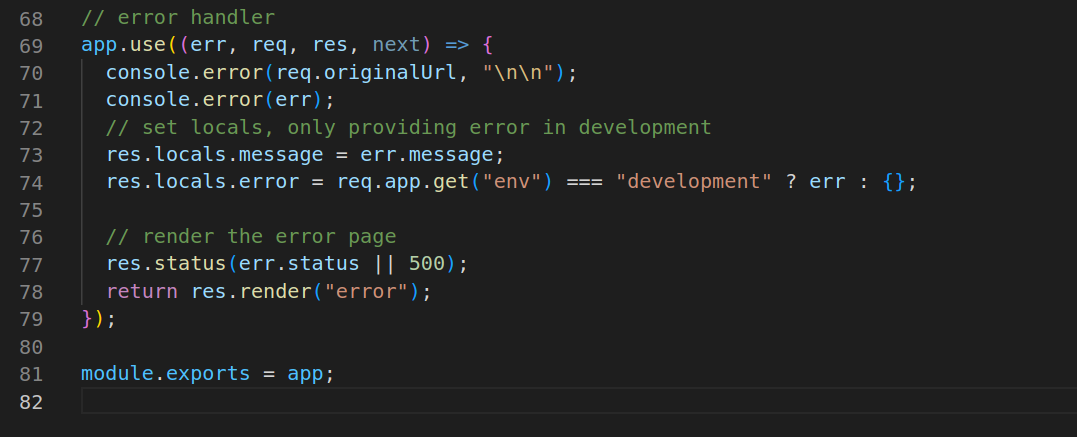 68 // error handler
69 app.use((err, req, res, next) => {
70   console.error(req.originalUrl, "\n\n");
71   console.error(err);
72   // set locals, only providing error in development
73   res.locals.message = err.message;
74   res.locals.error = req.app.get("env") === "development" ? err : {};
75
76   // render the error page
77   res.status(err.status || 500);
78   return res.render("error");
79 });
80
81 module.exports = app;
82